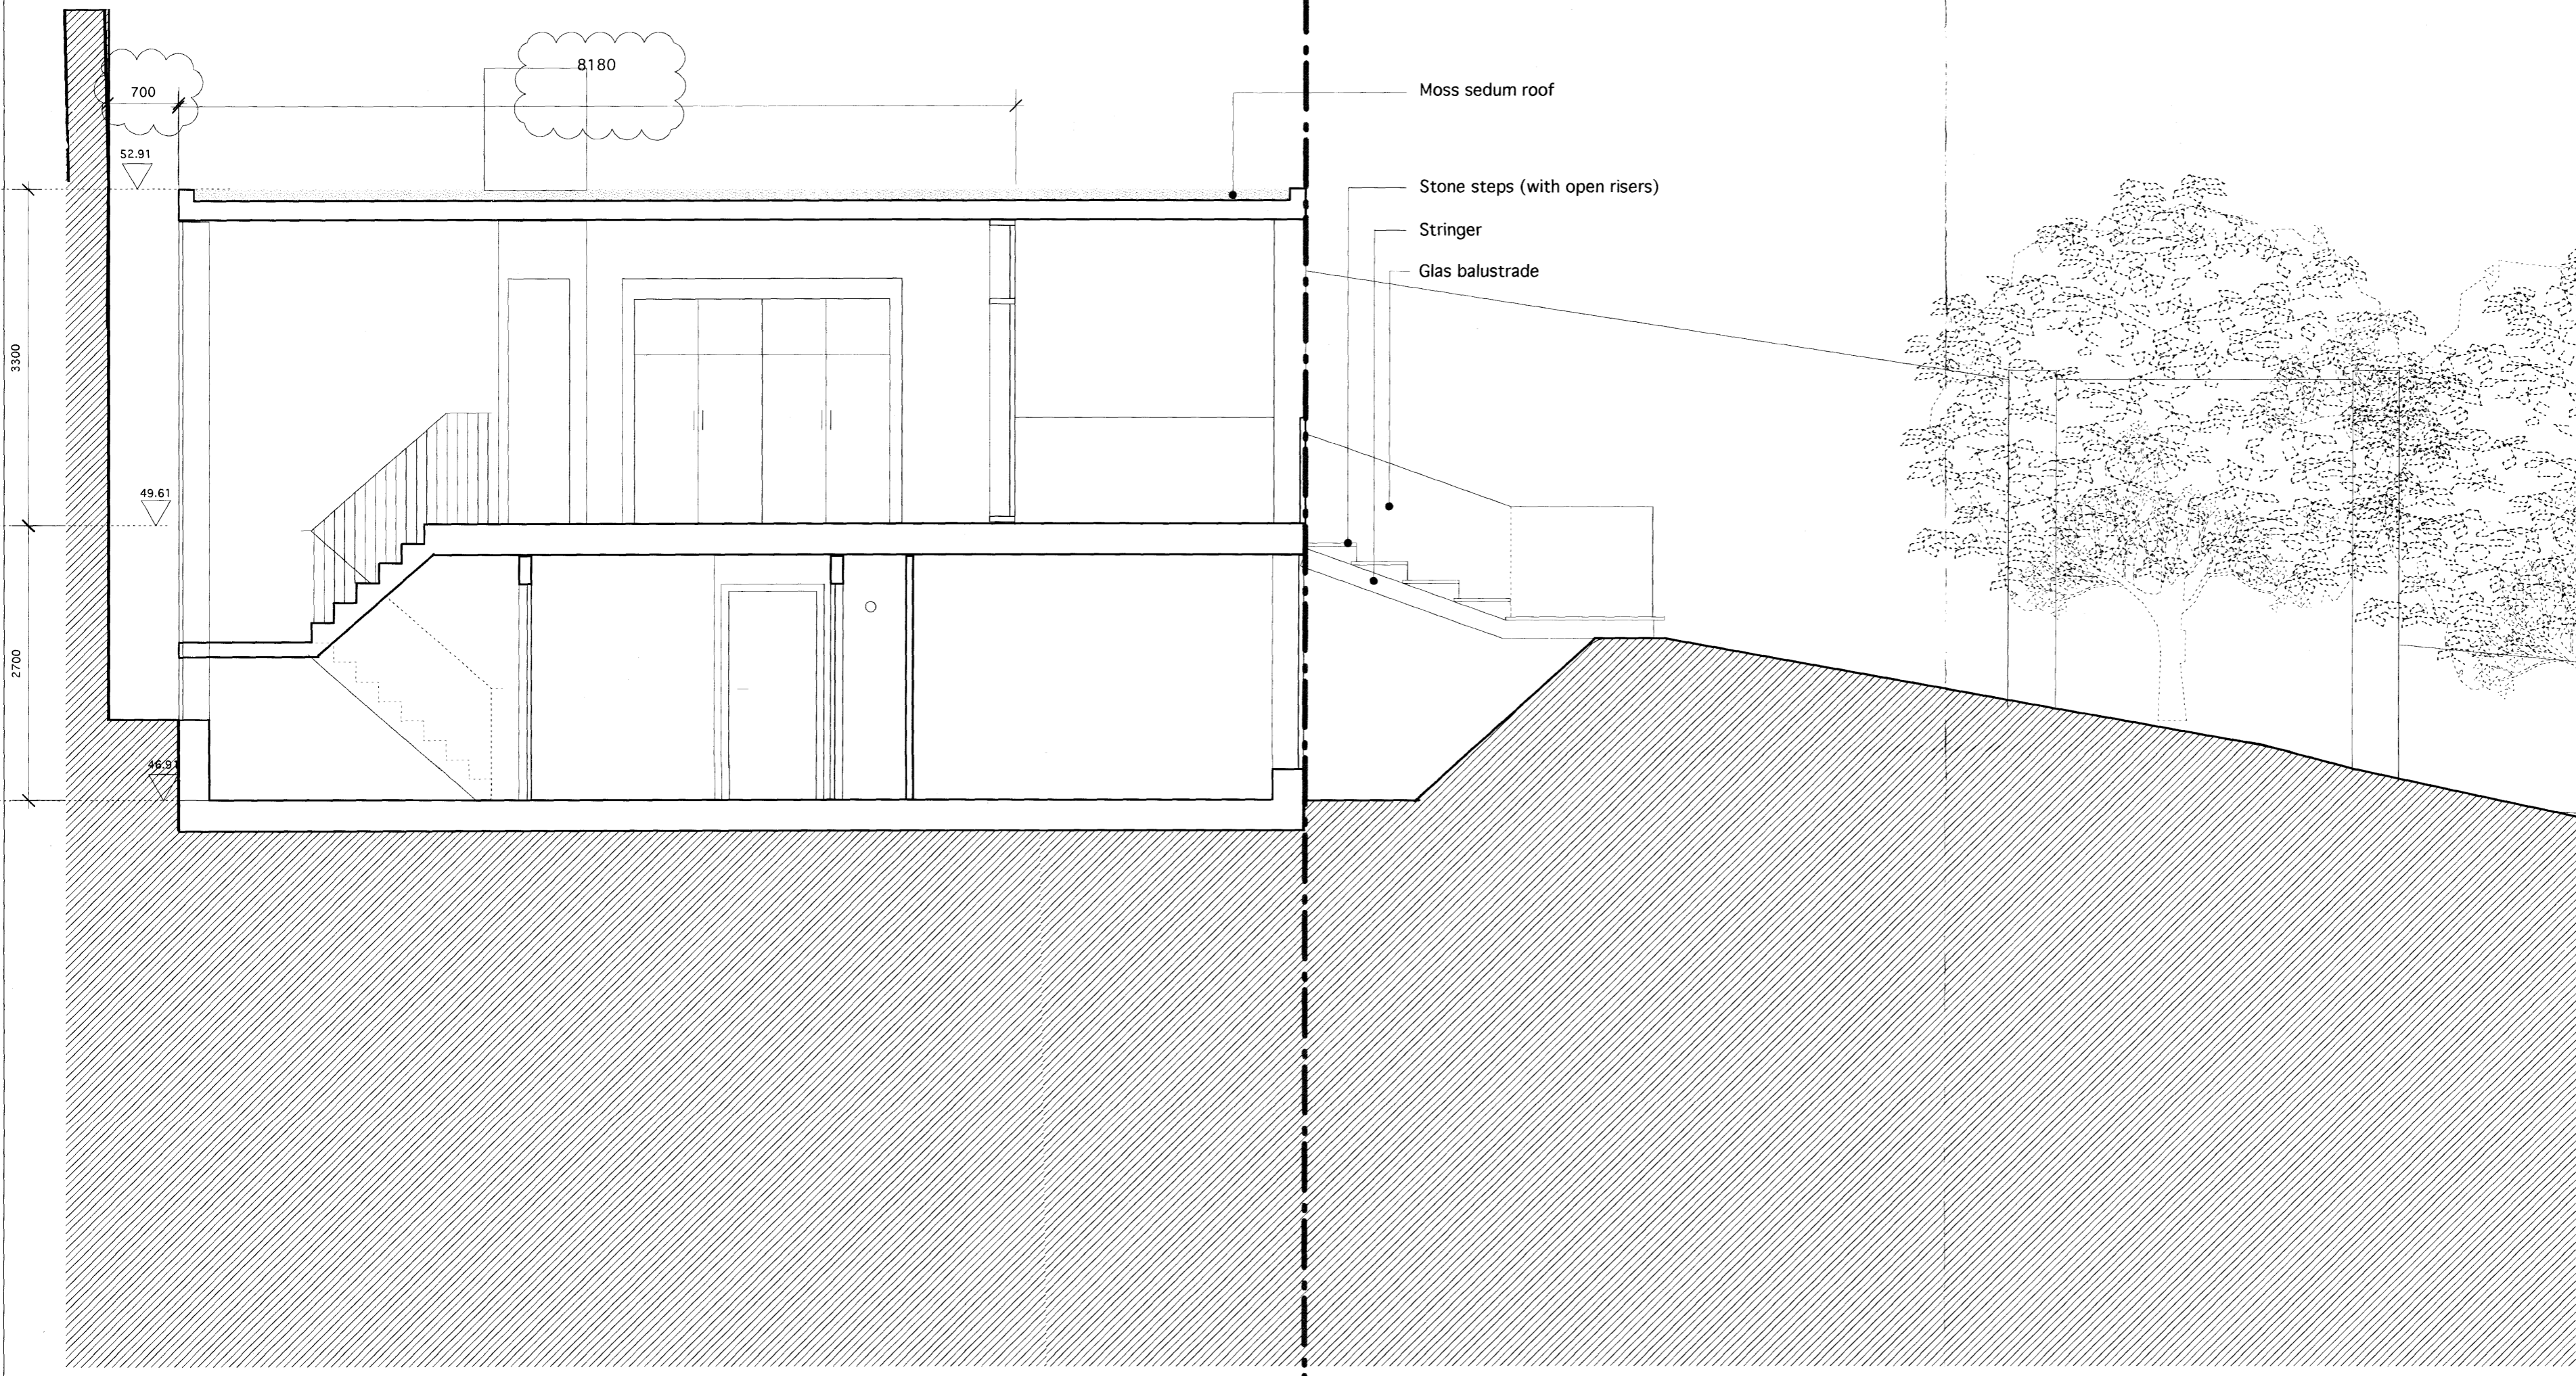 8180
700
Moss sedum roof
52.91
Stone steps (with open risers)
Stringer
Glas balustrade
3300
49.61
2700
46.91